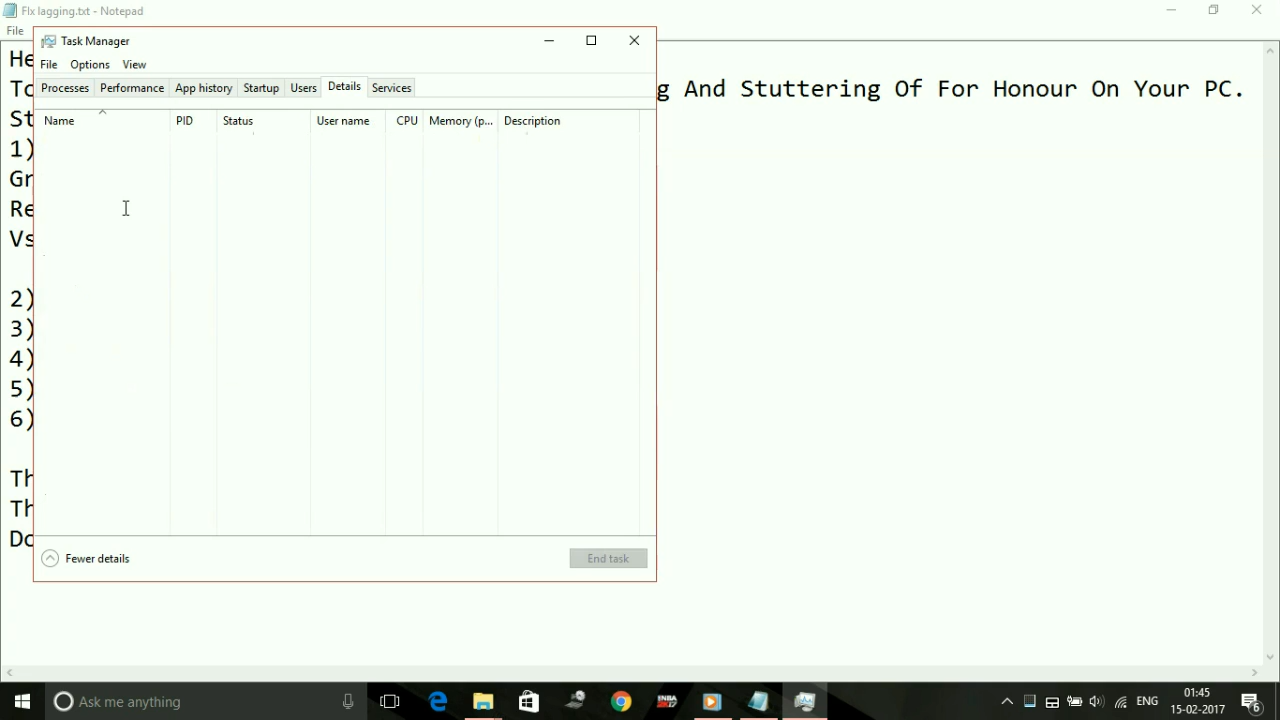 FIx lagging.txt - Notepad
File
Task Manager
File Options View
Processes Performance App history Startup Users Details Services
Name PID Status User name CPU Memory (p... Description
He
To g And Stuttering Of For Honour On Your PC.
St
1)
Gr
Re
Vs
2)
3)
4)
5)
6)
Th
Th
Do
Fewer details End task
Ask me anything
ENG
01:45
15-02-2017
6